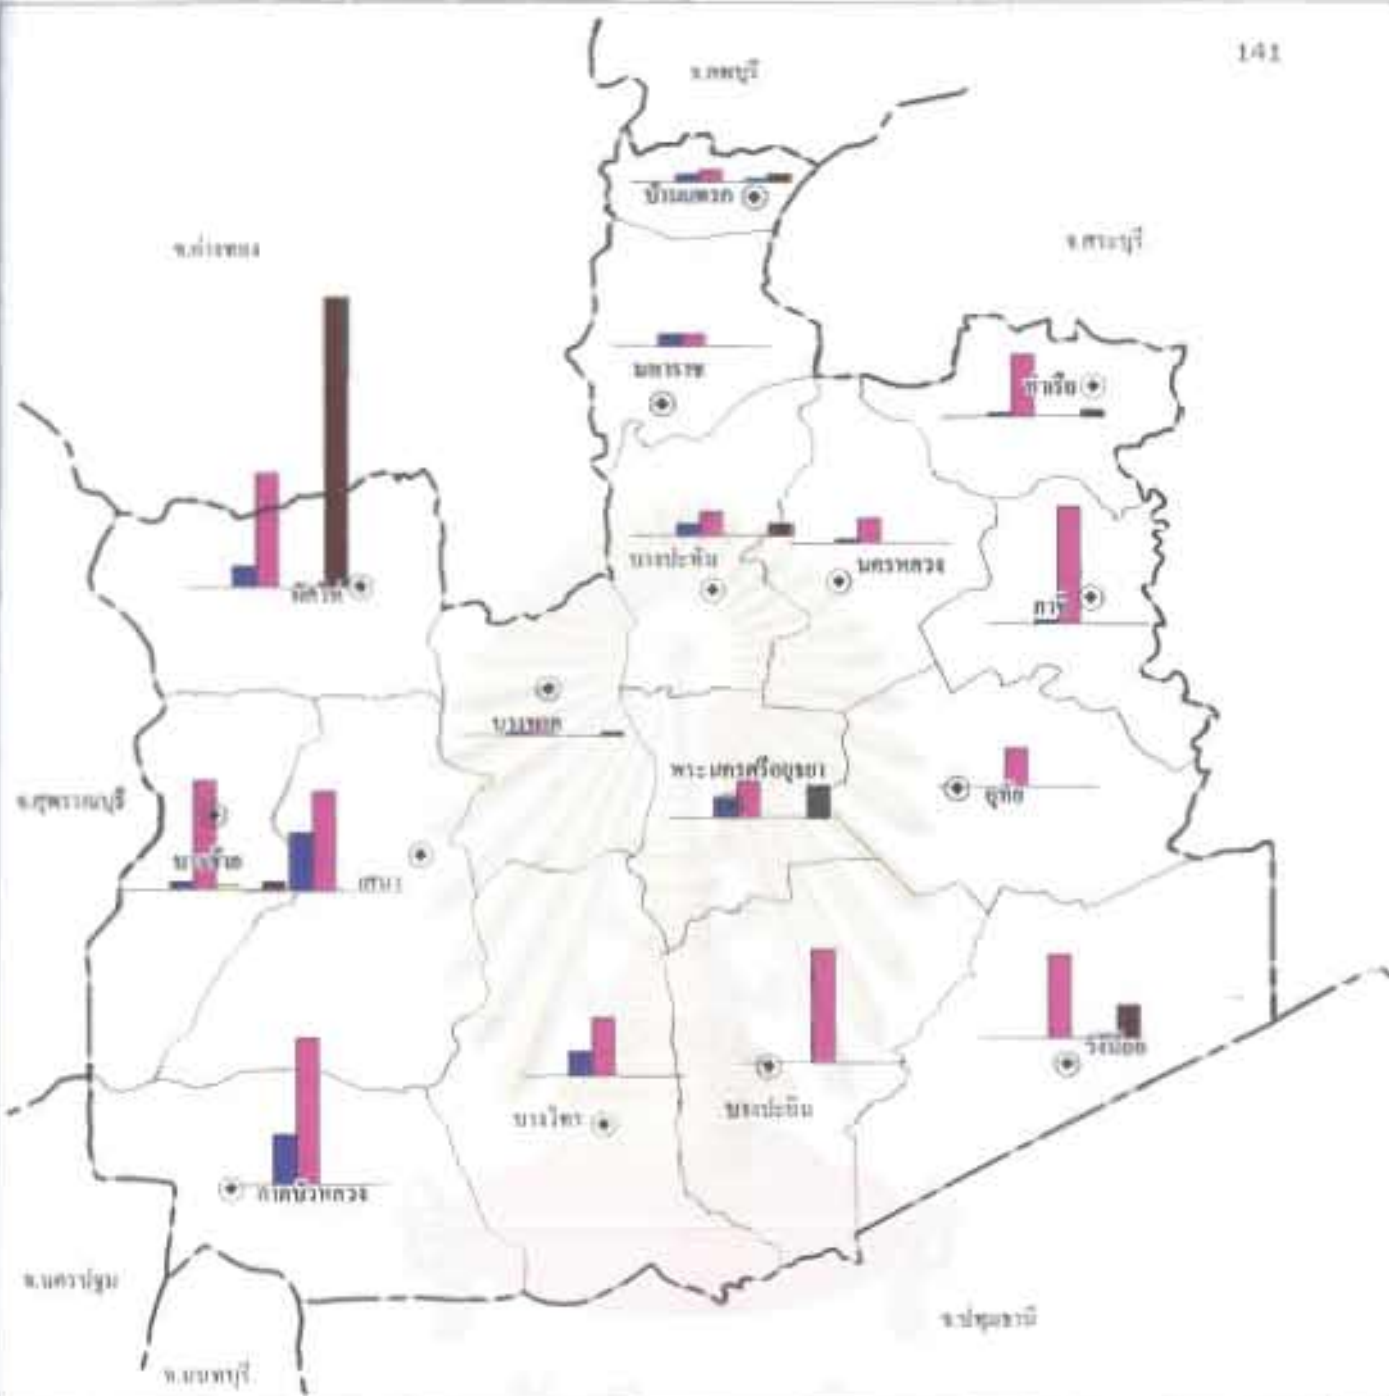 141
จ.ลพบุรี
บ้านแพรก
จ.สระบุรี
จ.อ่างทอง
มหาราช
ท่าเรือ
บางปะหัน
นครหลวง
ผักไห่
ภาชี
บางบาล
พระนครศรีอยุธยา
อุทัย
จ.สุพรรณบุรี
บางซ้าย
เสนา
วังน้อย
บางไทร
บางปะอิน
ลาดบัวหลวง
จ.นครปฐม
จ.ปทุมธานี
จ.นนทบุรี